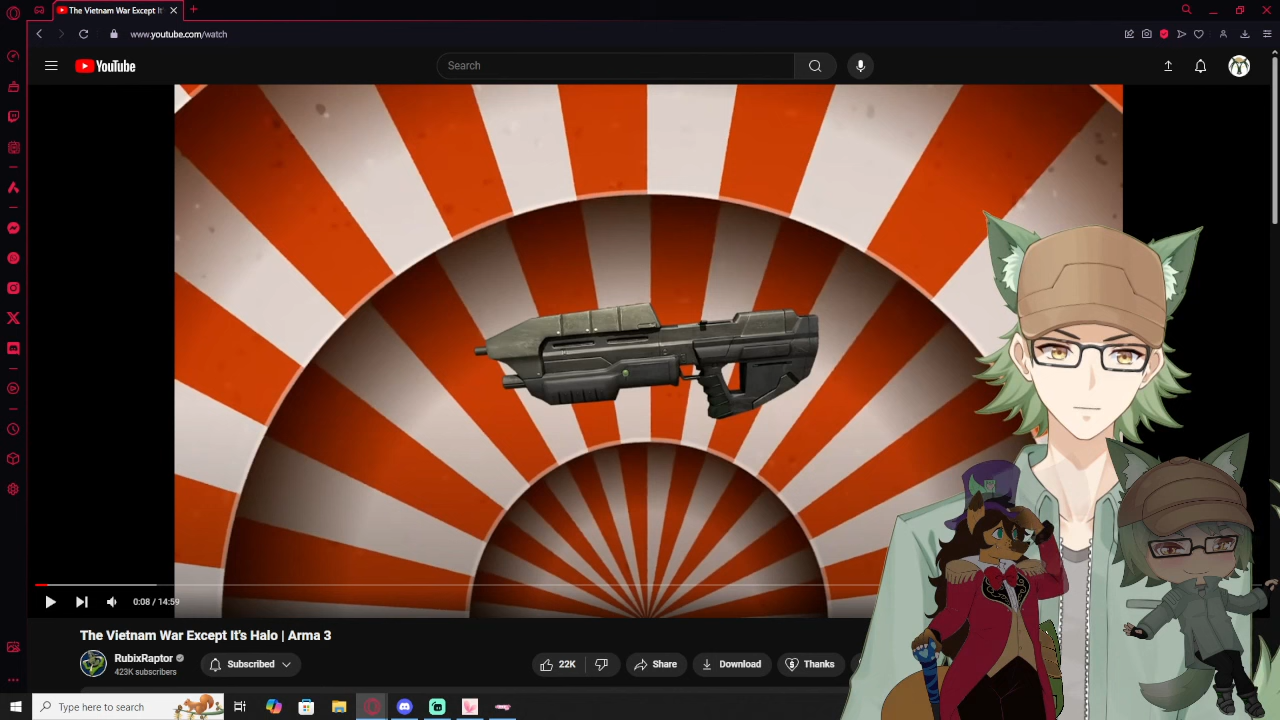 The Vietnam War Except It
www.youtube.com/watch
YouTube
Search
0:08 / 14:59
The Vietnam War Except It's Halo | Arma 3
RubixRaptor
423K subscribers
Subscribed
22K
Share
Download
Thanks
Type here to search